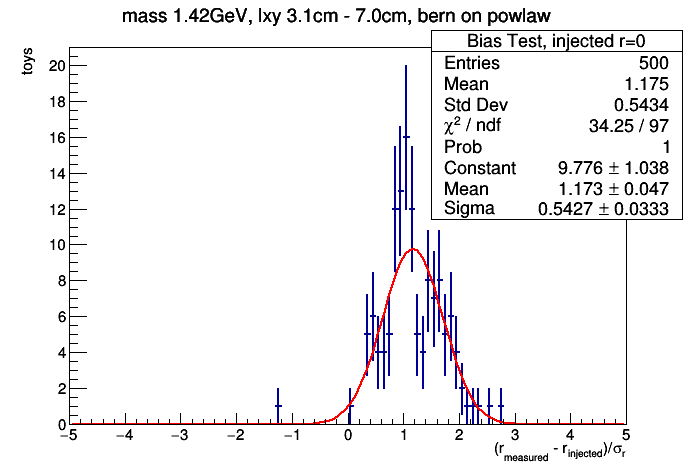 mass 1.42GeV, lxy 3.1cm - 7.0cm, bern on powlaw
Bias Test, injected r=0
Entries 500
Mean 1.175
Std Dev 0.5434
χ² / ndf 34.25 / 97
Prob 1
Constant 9.776 ± 1.038
Mean 1.173 ± 0.047
Sigma 0.5427 ± 0.0333
toys
20
18
16
14
12
10
8
6
4
2
0
−5 −4 −3 −2 −1 0 1 2 3 4 5
(r_measured - r_injected)/σ_r